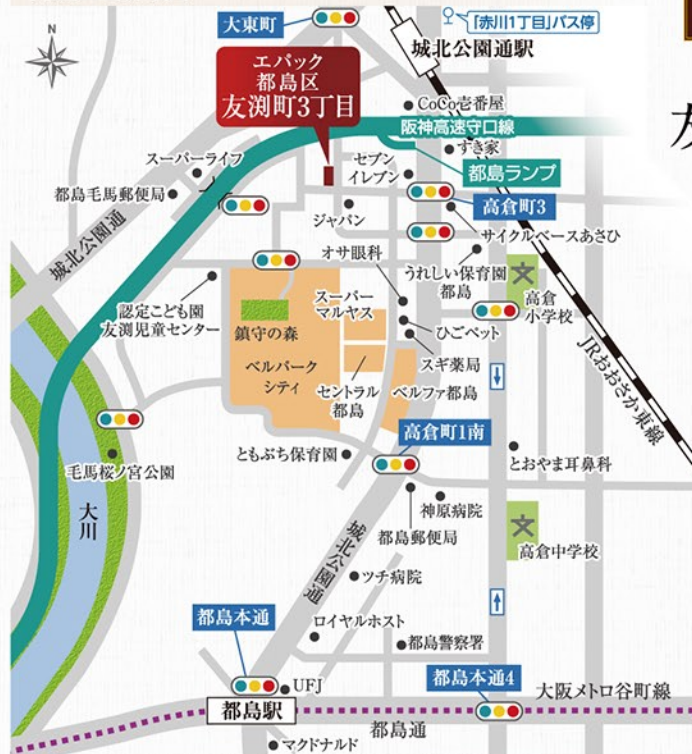 大東町
「赤川1丁目」バス停
城北公園通駅
N
エバック
都島区
友渕町3丁目
CoCo壱番屋
友
阪神高速守口線
すき家
スーパーライフ
セブン
イレブン
都島ランプ
都島毛馬郵便局
高倉町3
ジャパン
サイクルベースあさひ
城北公園通
オサ眼科
うれしい保育園
都島
文
高倉
小学校
認定こども園
友渕児童センター
鎮守の森
スーパー
マルヤス
ひごペット
ベルパーク
シティ
スギ薬局
セントラル
都島
ベルファ都島
JRおおさか東線
高倉町1南
ともぶち保育園
とおやま耳鼻科
毛馬桜ノ宮公園
大川
神原病院
都島郵便局
文
高倉中学校
城北公園通
ツチ病院
都島本通
ロイヤルホスト
都島警察署
UFJ
都島本通4
大阪メトロ谷町線
都島駅
都島通
マクドナルド